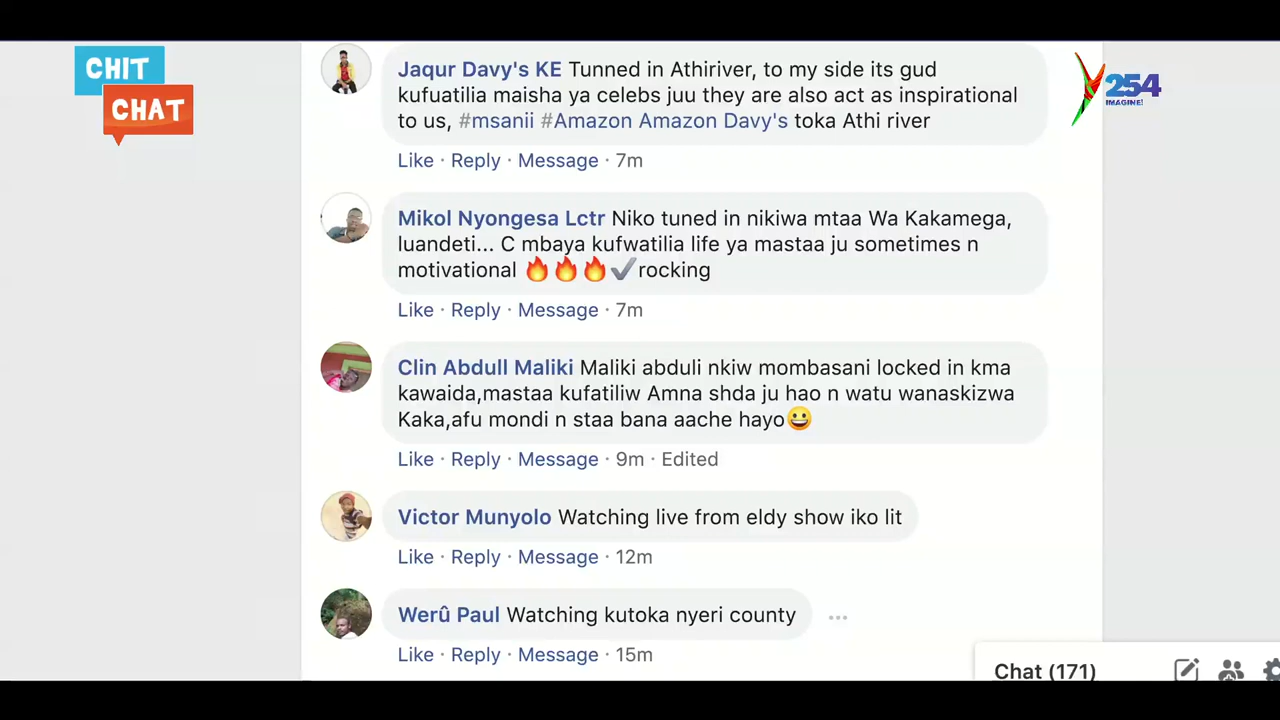 CHIT
CHAT
Y254
IMAGINE!
Jaqur Davy's KE Tunned in Athiriver, to my side its gud
kufuatilia maisha ya celebs juu they are also act as inspirational
to us, #msanii #Amazon Amazon Davy's toka Athi river
Like · Reply · Message · 7m
Mikol Nyongesa Lctr Niko tuned in nikiwa mtaa Wa Kakamega,
luandeti... C mbaya kufwatilia life ya mastaa ju sometimes n
motivational 🔥🔥🔥✔rocking
Like · Reply · Message · 7m
Clin Abdull Maliki Maliki abduli nkiw mombasani locked in kma
kawaida,mastaa kufatiliw Amna shda ju hao n watu wanaskizwa
Kaka,afu mondi n staa bana aache hayo😀
Like · Reply · Message · 9m · Edited
Victor Munyolo Watching live from eldy show iko lit
Like · Reply · Message · 12m
Werû Paul Watching kutoka nyeri county
Like · Reply · Message · 15m
Chat (171)